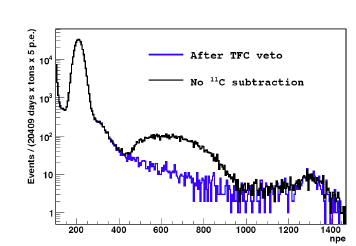 After TFC veto
No ¹¹C subtraction
Events / (20409 days x tons x 5 p.e.)
10⁴
10³
10²
10
1
200 400 600 800 1000 1200 1400
npe